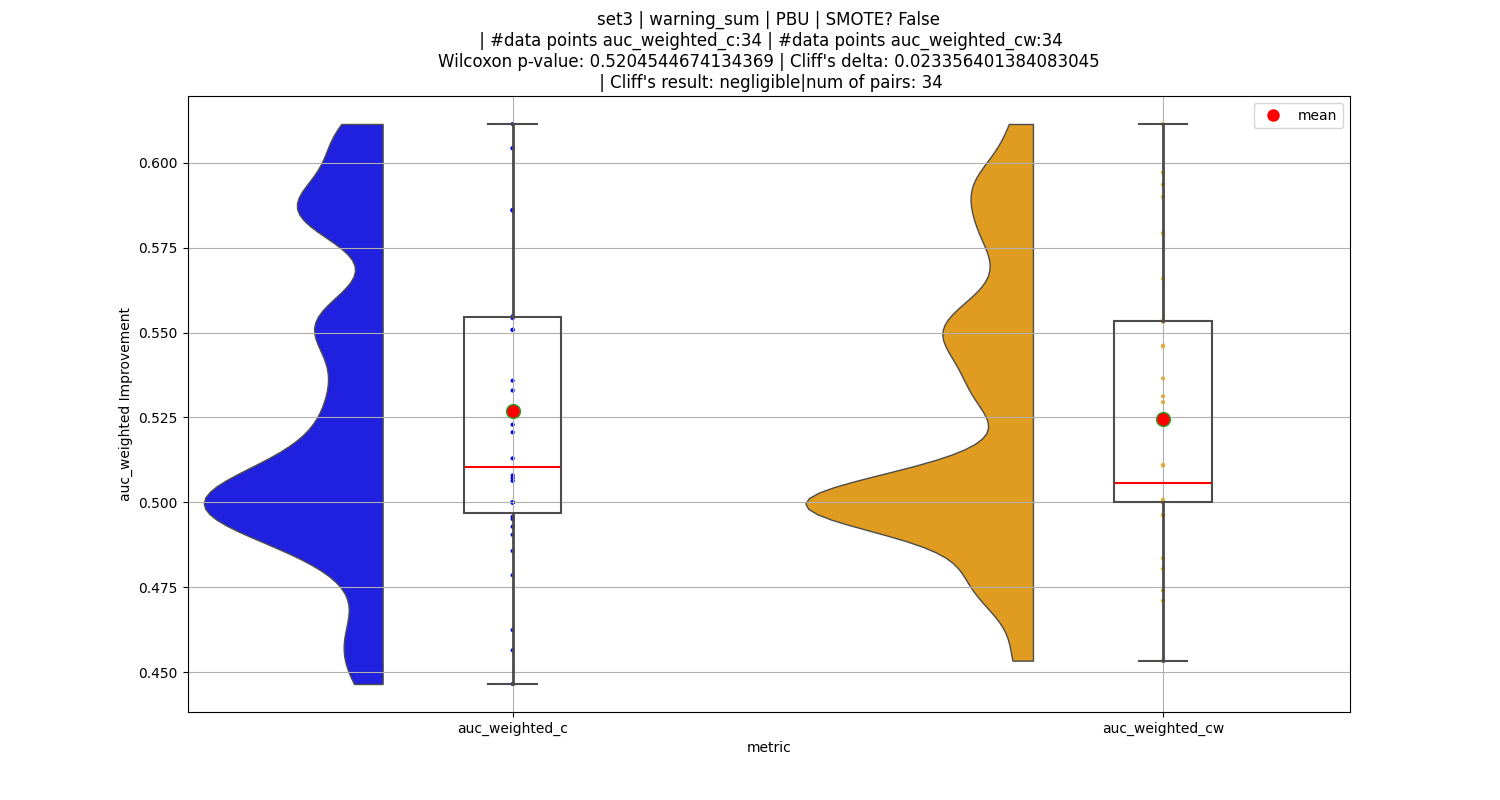 set3 | warning_sum | PBU | SMOTE? False
| #data points auc_weighted_c:34 | #data points auc_weighted_cw:34
Wilcoxon p-value: 0.5204544674134369 | Cliff's delta: 0.023356401384083045
| Cliff's result: negligible|num of pairs: 34
mean
0.600
0.575
0.550
0.525
0.500
0.475
0.450
auc_weighted Improvement
auc_weighted_c
auc_weighted_cw
metric